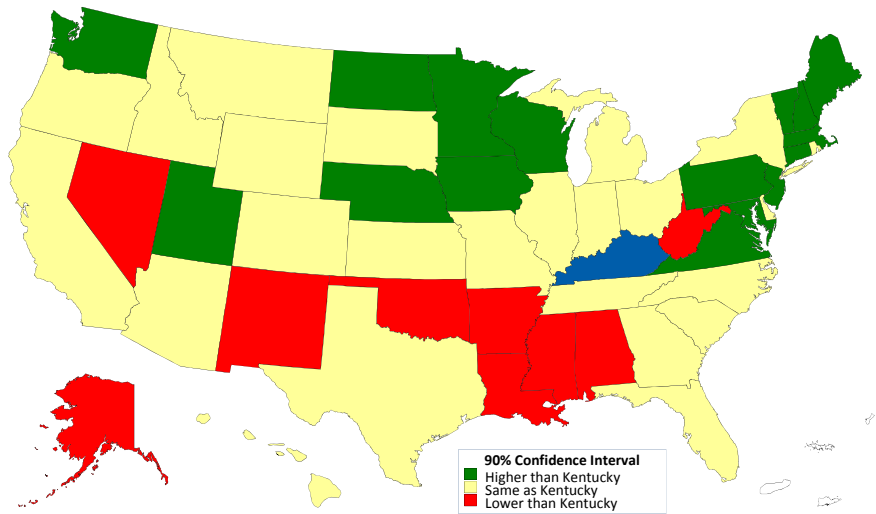 90% Confidence Interval
Higher than Kentucky
Same as Kentucky
Lower than Kentucky